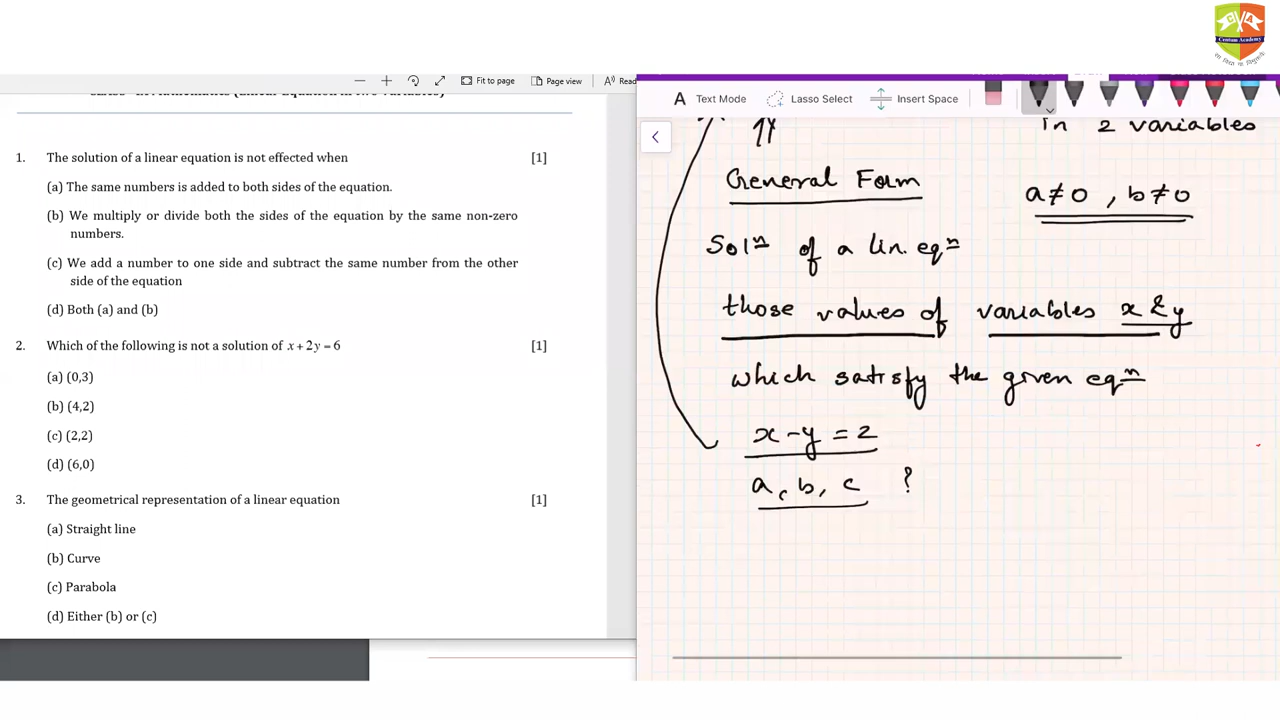 Centum Academy
Fit to page
Page view
Read
1. The solution of a linear equation is not effected when [1]
(a) The same numbers is added to both sides of the equation.
(b) We multiply or divide both the sides of the equation by the same non-zero
numbers.
(c) We add a number to one side and subtract the same number from the other
side of the equation
(d) Both (a) and (b)
2. Which of the following is not a solution of x + 2y = 6 [1]
(a) (0,3)
(b) (4,2)
(c) (2,2)
(d) (6,0)
3. The geometrical representation of a linear equation [1]
(a) Straight line
(b) Curve
(c) Parabola
(d) Either (b) or (c)
A Text Mode
Lasso Select
Insert Space
in 2 variables
General Form
a≠0 , b≠0
Solⁿ of a lin. eqⁿ
those values of variables x & y
which satisfy the given eqⁿ
x - y = 2
a, b, c ?